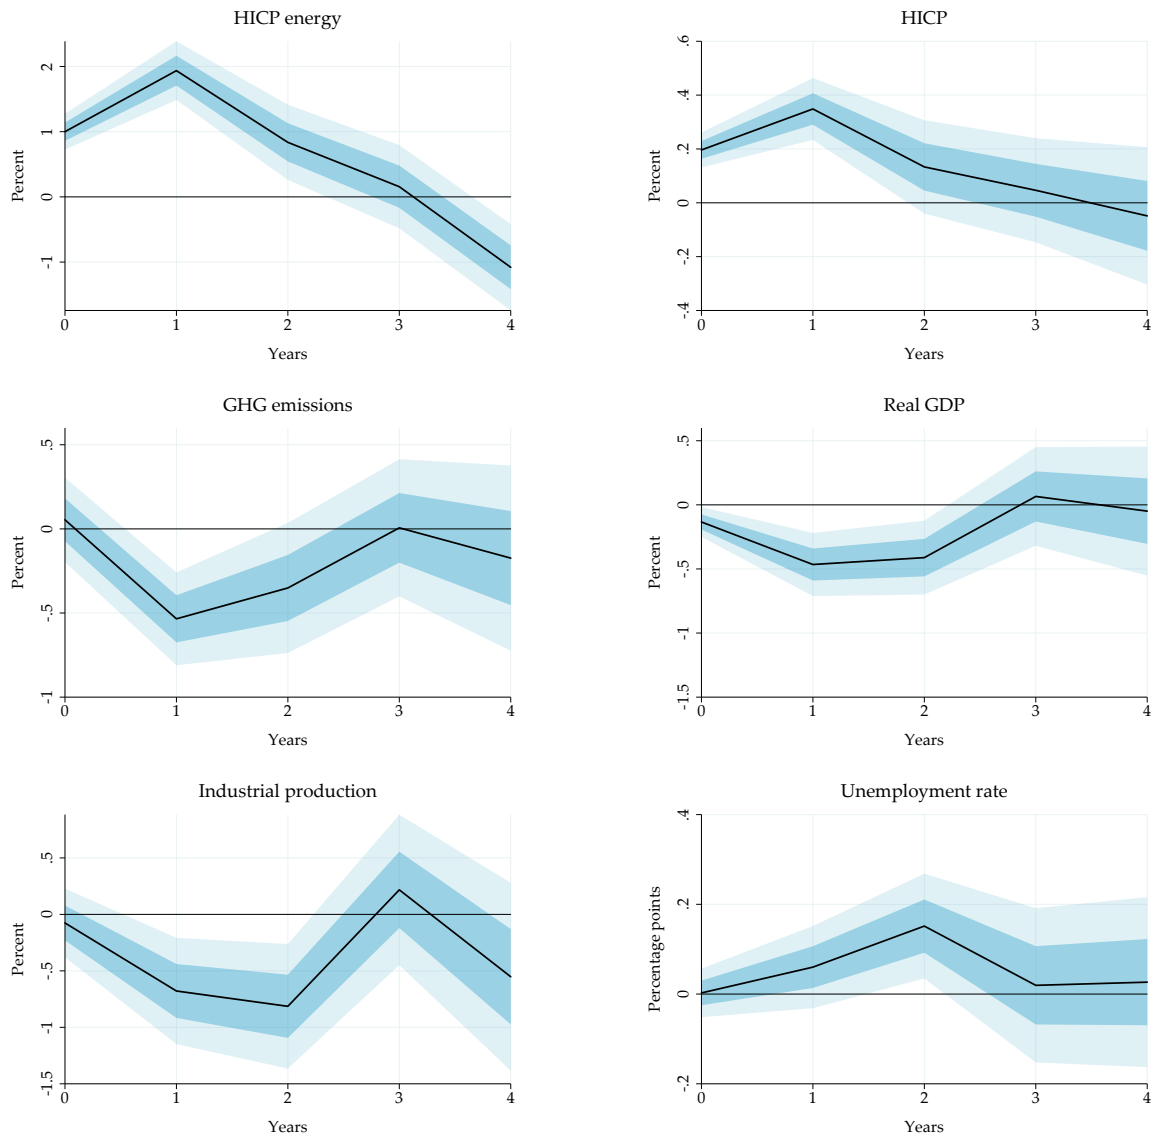 HICP energy
Percent
2
1
0
-1
0 1 2 3 4
Years
HICP
Percent
.6
.4
.2
0
-.2
-.4
0 1 2 3 4
Years
GHG emissions
Percent
.5
0
-.5
-1
0 1 2 3 4
Years
Real GDP
Percent
.5
0
-.5
-1
-1.5
0 1 2 3 4
Years
Industrial production
Percent
.5
0
-.5
-1
-1.5
0 1 2 3 4
Years
Unemployment rate
Percentage points
.4
.2
0
-.2
0 1 2 3 4
Years